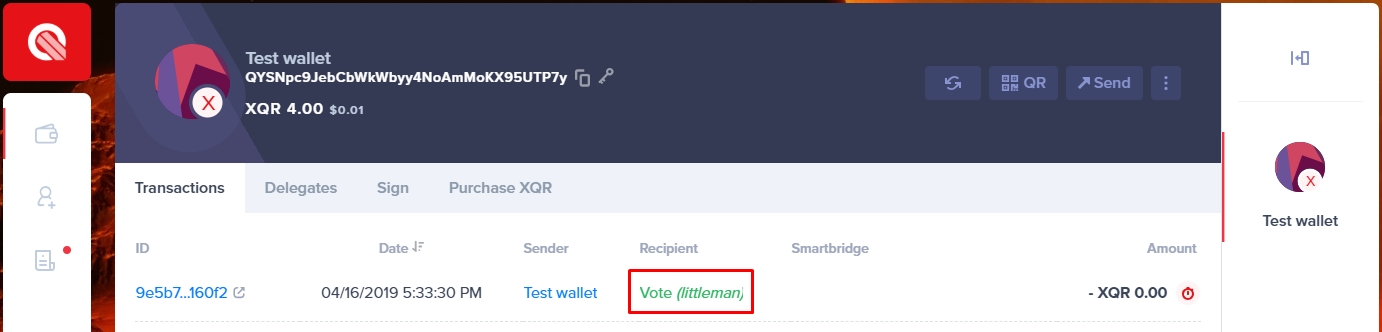 Test wallet
QYSNpc9JebCbWkWbyy4NoAmMoKX95UTP7y
XQR 4.00 $0.01
X
QR
Send
X
Test wallet
Transactions Delegates Sign Purchase XQR
ID Date Sender Recipient Smartbridge Amount
9e5b7...160f2 04/16/2019 5:33:30 PM Test wallet Vote (littleman) - XQR 0.00